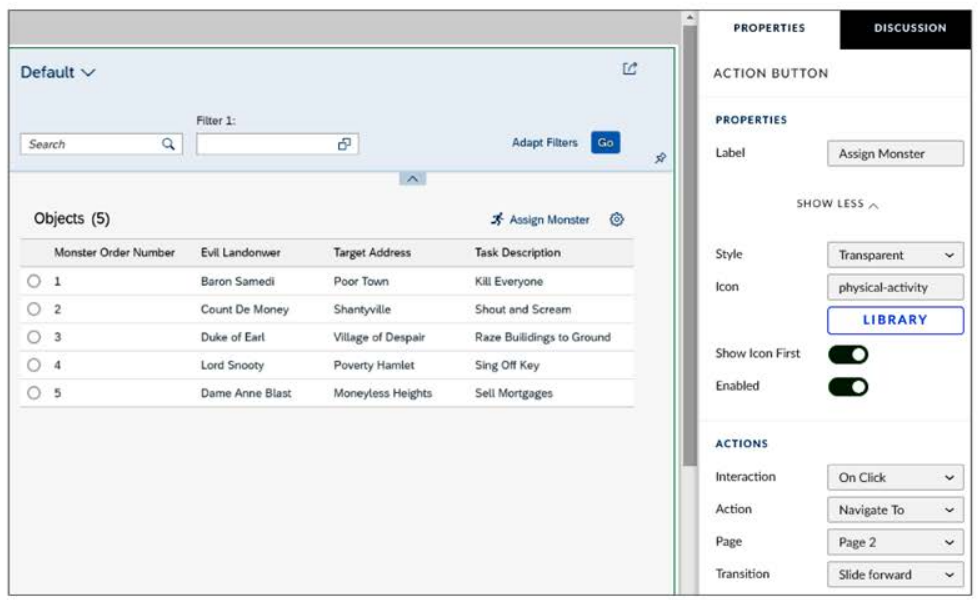 PROPERTIES DISCUSSION
Default
ACTION BUTTON
PROPERTIES
Filter 1:
Search
Adapt Filters Go
Label Assign Monster
SHOW LESS
Objects (5) Assign Monster
Monster Order Number Evil Landonwer Target Address Task Description
1 Baron Samedi Poor Town Kill Everyone
2 Count De Money Shantyville Shout and Scream
3 Duke of Earl Village of Despair Raze Builidings to Ground
4 Lord Snooty Poverty Hamlet Sing Off Key
5 Dame Anne Blast Moneyless Heights Sell Mortgages
Style Transparent
Icon physical-activity
LIBRARY
Show Icon First
Enabled
ACTIONS
Interaction On Click
Action Navigate To
Page Page 2
Transition Slide forward